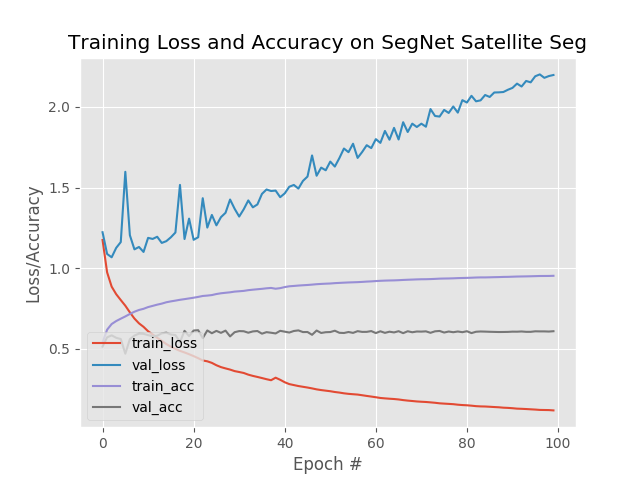 Training Loss and Accuracy on SegNet Satellite Seg
Loss/Accuracy
2.0
1.5
1.0
0.5
train_loss
val_loss
train_acc
val_acc
0 20 40 60 80 100
Epoch #